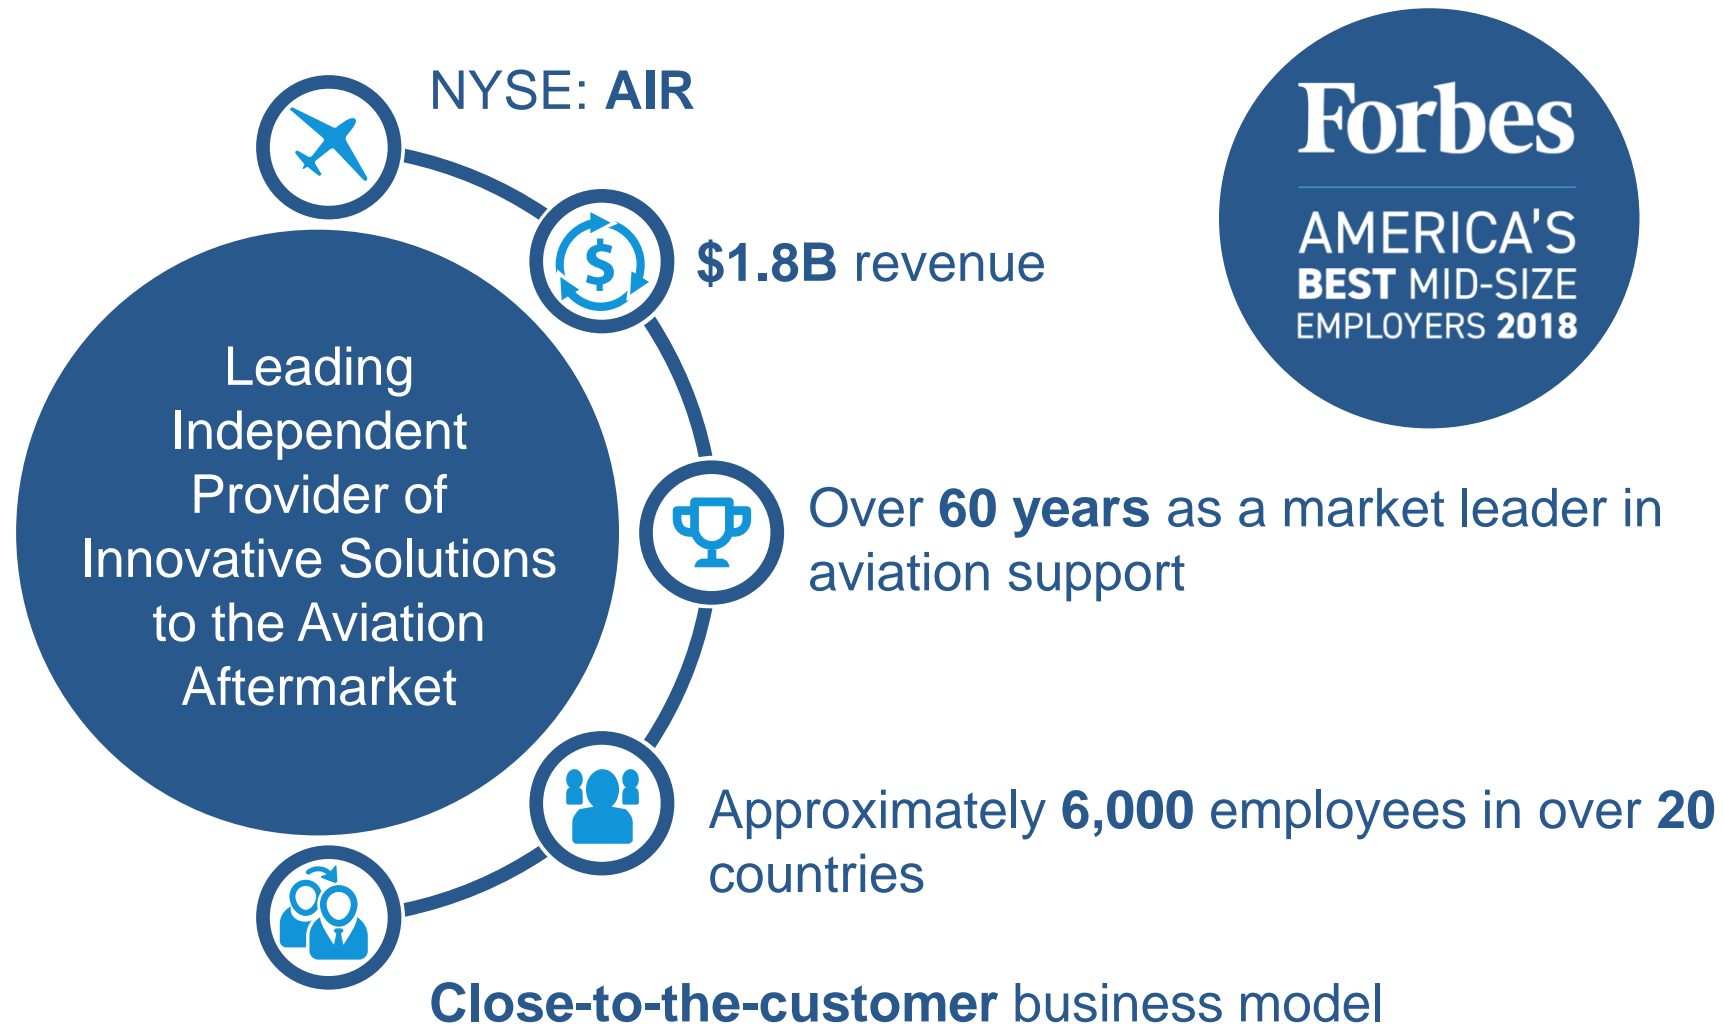 NYSE: AIR
$1.8B revenue
Over 60 years as a market leader in
aviation support
Approximately 6,000 employees in over 20
countries
Close-to-the-customer business model
Leading
Independent
Provider of
Innovative Solutions
to the Aviation
Aftermarket
Forbes
AMERICA'S
BEST MID-SIZE
EMPLOYERS 2018
$